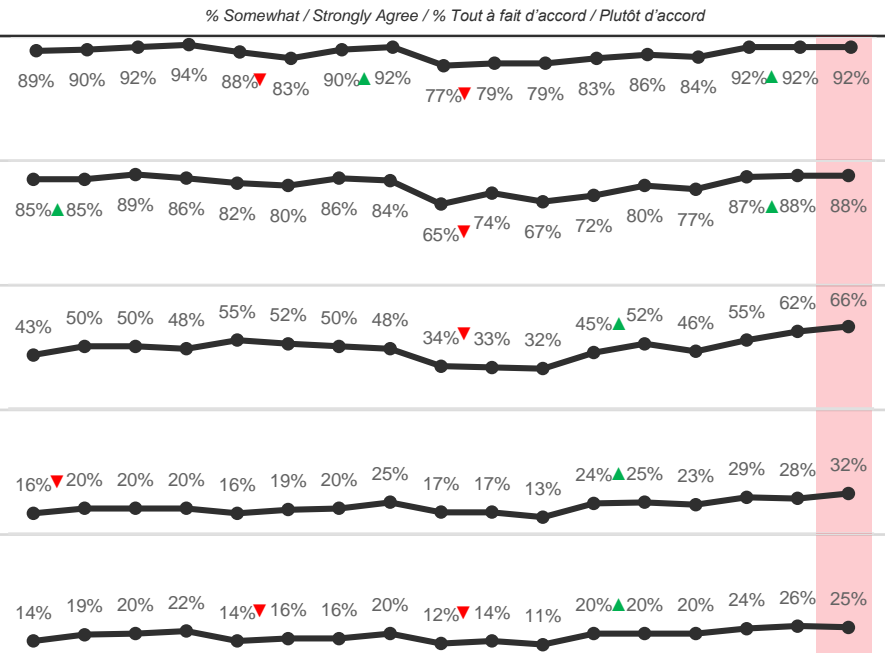 % Somewhat / Strongly Agree / % Tout à fait d’accord / Plutôt d’accord
89% 90% 92% 94% 88% 83% 90% 92% 77% 79% 79% 83% 86% 84% 92% 92% 92%
85% 85% 89% 86% 82% 80% 86% 84% 65% 74% 67% 72% 80% 77% 87% 88% 88%
43% 50% 50% 48% 55% 52% 50% 48% 34% 33% 32% 45% 52% 46% 55% 62% 66%
16% 20% 20% 20% 16% 19% 20% 25% 17% 17% 13% 24% 25% 23% 29% 28% 32%
14% 19% 20% 22% 14% 16% 16% 20% 12% 14% 11% 20% 20% 20% 24% 26% 25%